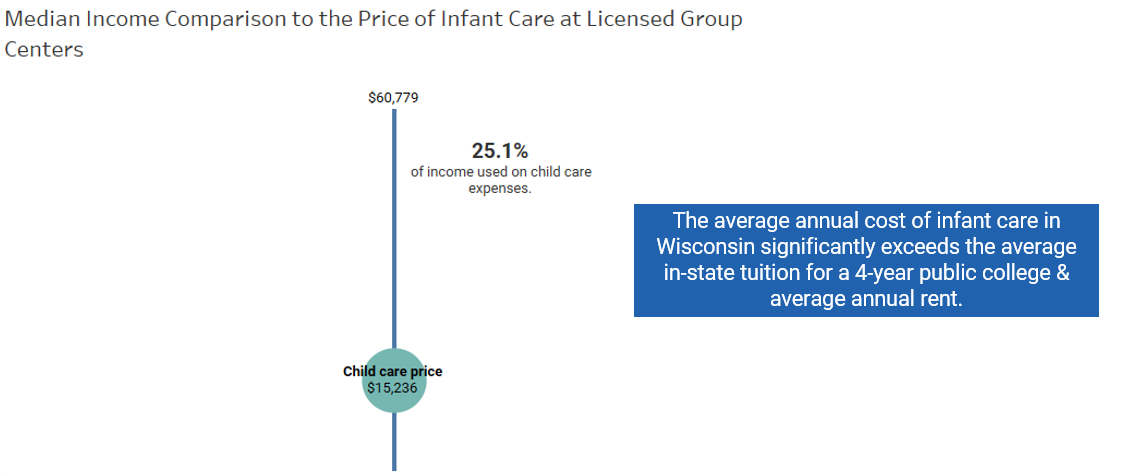 Median Income Comparison to the Price of Infant Care at Licensed Group
Centers
$60,779
25.1%
of income used on child care
expenses.
The average annual cost of infant care in
Wisconsin significantly exceeds the average
in-state tuition for a 4-year public college &
average annual rent.
Child care price
$15,236